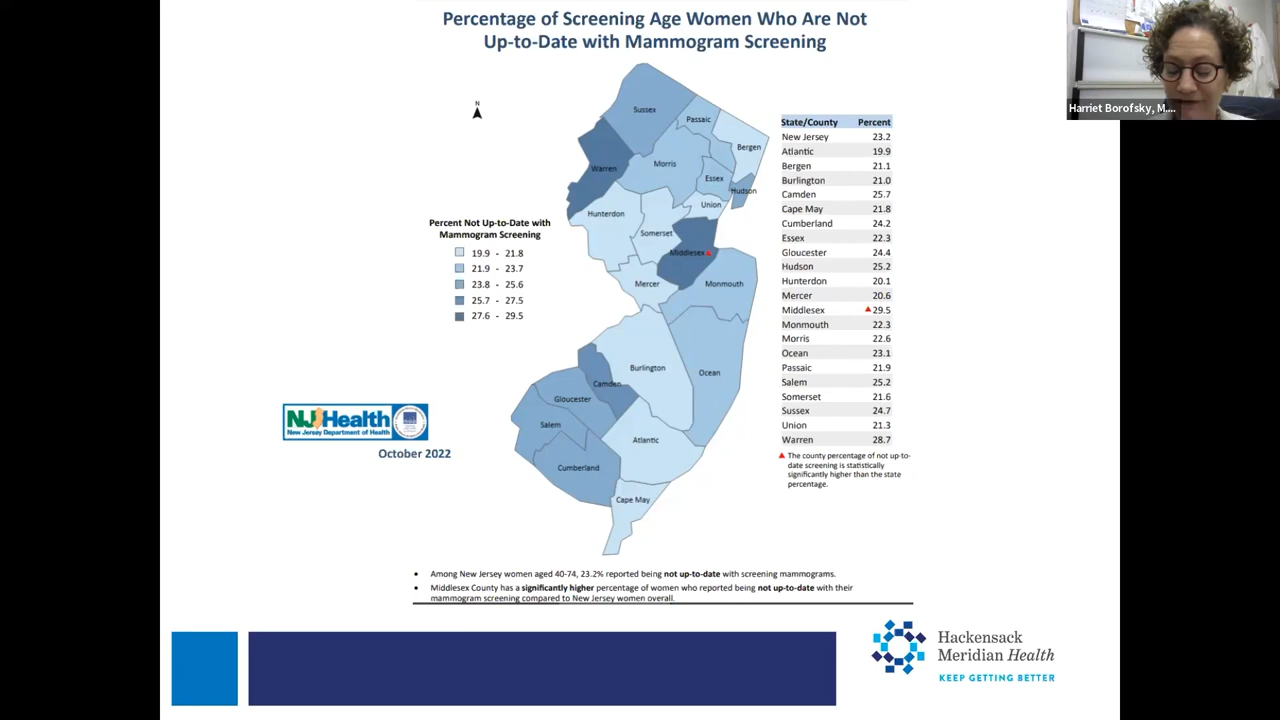 Percentage of Screening Age Women Who Are Not
Up-to-Date with Mammogram Screening
Harriet Borofsky, M....
N
Sussex
Passaic
Bergen
Warren
Morris
Essex
Hudson
Union
Hunterdon
Somerset
Middlesex
Mercer
Monmouth
Burlington
Ocean
Camden
Gloucester
Salem
Atlantic
Cumberland
Cape May
Percent Not Up-to-Date with
Mammogram Screening
19.9 - 21.8
21.9 - 23.7
23.8 - 25.6
25.7 - 27.5
27.6 - 29.5
State/County Percent
New Jersey 23.2
Atlantic 19.9
Bergen 21.1
Burlington 21.0
Camden 25.7
Cape May 21.8
Cumberland 24.2
Essex 22.3
Gloucester 24.4
Hudson 25.2
Hunterdon 20.1
Mercer 20.6
Middlesex ▲ 29.5
Monmouth 22.3
Morris 22.6
Ocean 23.1
Passaic 21.9
Salem 25.2
Somerset 21.6
Sussex 24.7
Union 21.3
Warren 28.7
▲ The county percentage of not up-to-
date screening is statistically
significantly higher than the state
percentage.
NJHealth
New Jersey Department of Health
October 2022
• Among New Jersey women aged 40-74, 23.2% reported being not up-to-date with screening mammograms.
• Middlesex County has a significantly higher percentage of women who reported being not up-to-date with their
mammogram screening compared to New Jersey women overall.
Hackensack
Meridian Health
KEEP GETTING BETTER